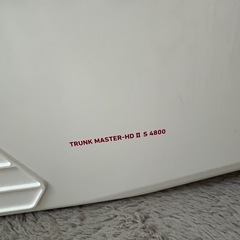 TRUNK MASTER-HD Ⅱ S 4800